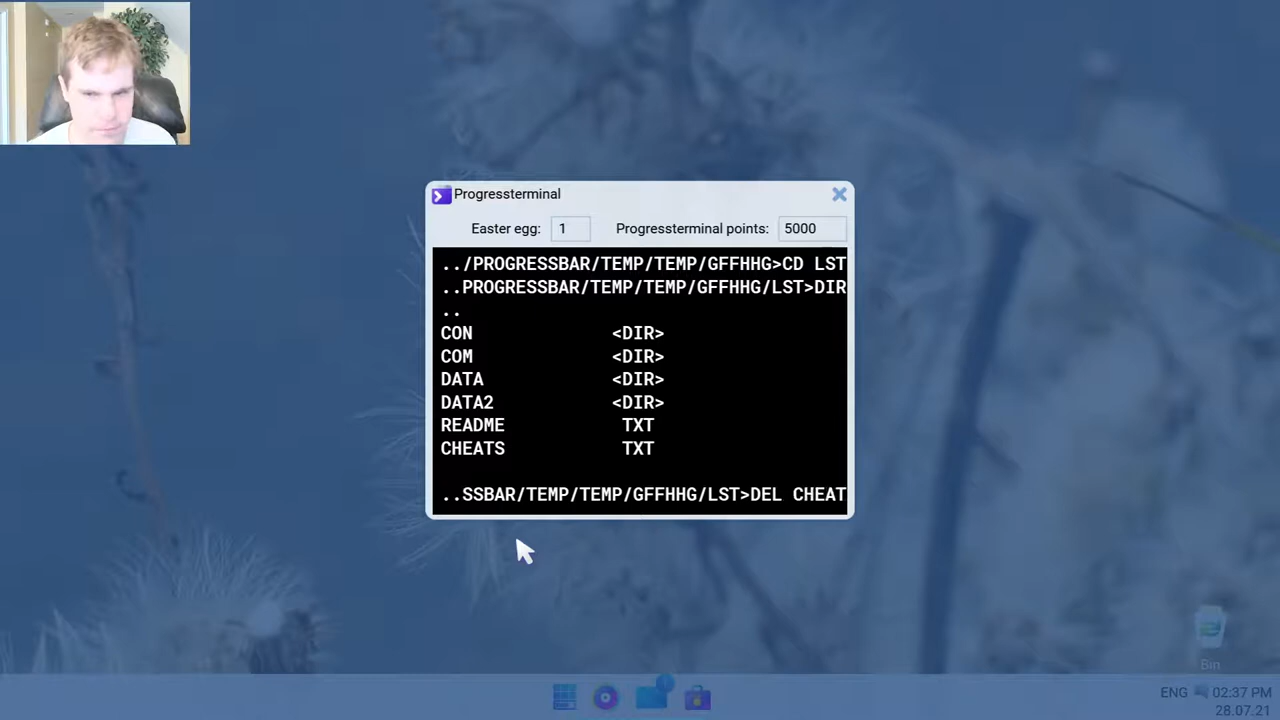 Progressterminal
Easter egg: 1 Progressterminal points: 5000
../PROGRESSBAR/TEMP/TEMP/GFFHHG>CD LST
..PROGRESSBAR/TEMP/TEMP/GFFHHG/LST>DIR
..
CON <DIR>
COM <DIR>
DATA <DIR>
DATA2 <DIR>
README TXT
CHEATS TXT
..SSBAR/TEMP/TEMP/GFFHHG/LST>DEL CHEAT
Bin
ENG 02:37 PM
28.07.21